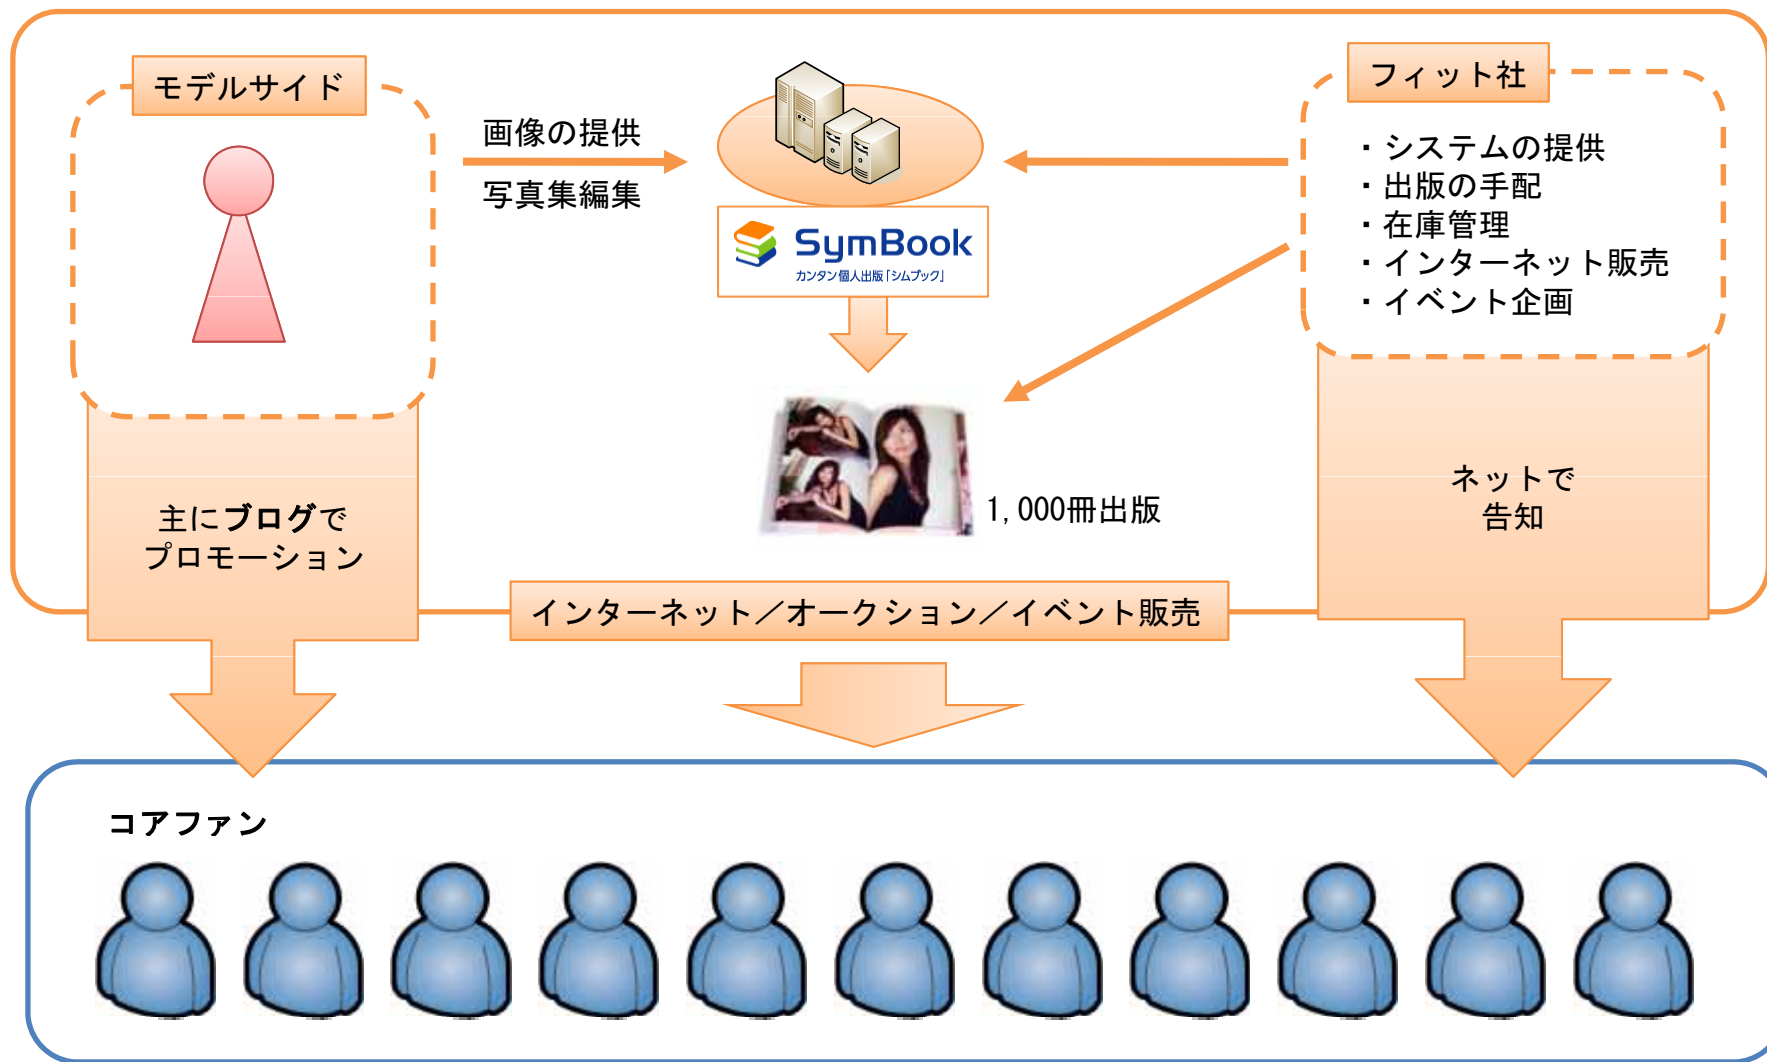 モデルサイド
画像の提供
写真集編集
SymBook
カンタン個人出版「シムブック」
フィット社
・システムの提供
・出版の手配
・在庫管理
・インターネット販売
・イベント企画
主にブログで
プロモーション
1,000冊出版
ネットで
告知
インターネット／オークション／イベント販売
コアファン